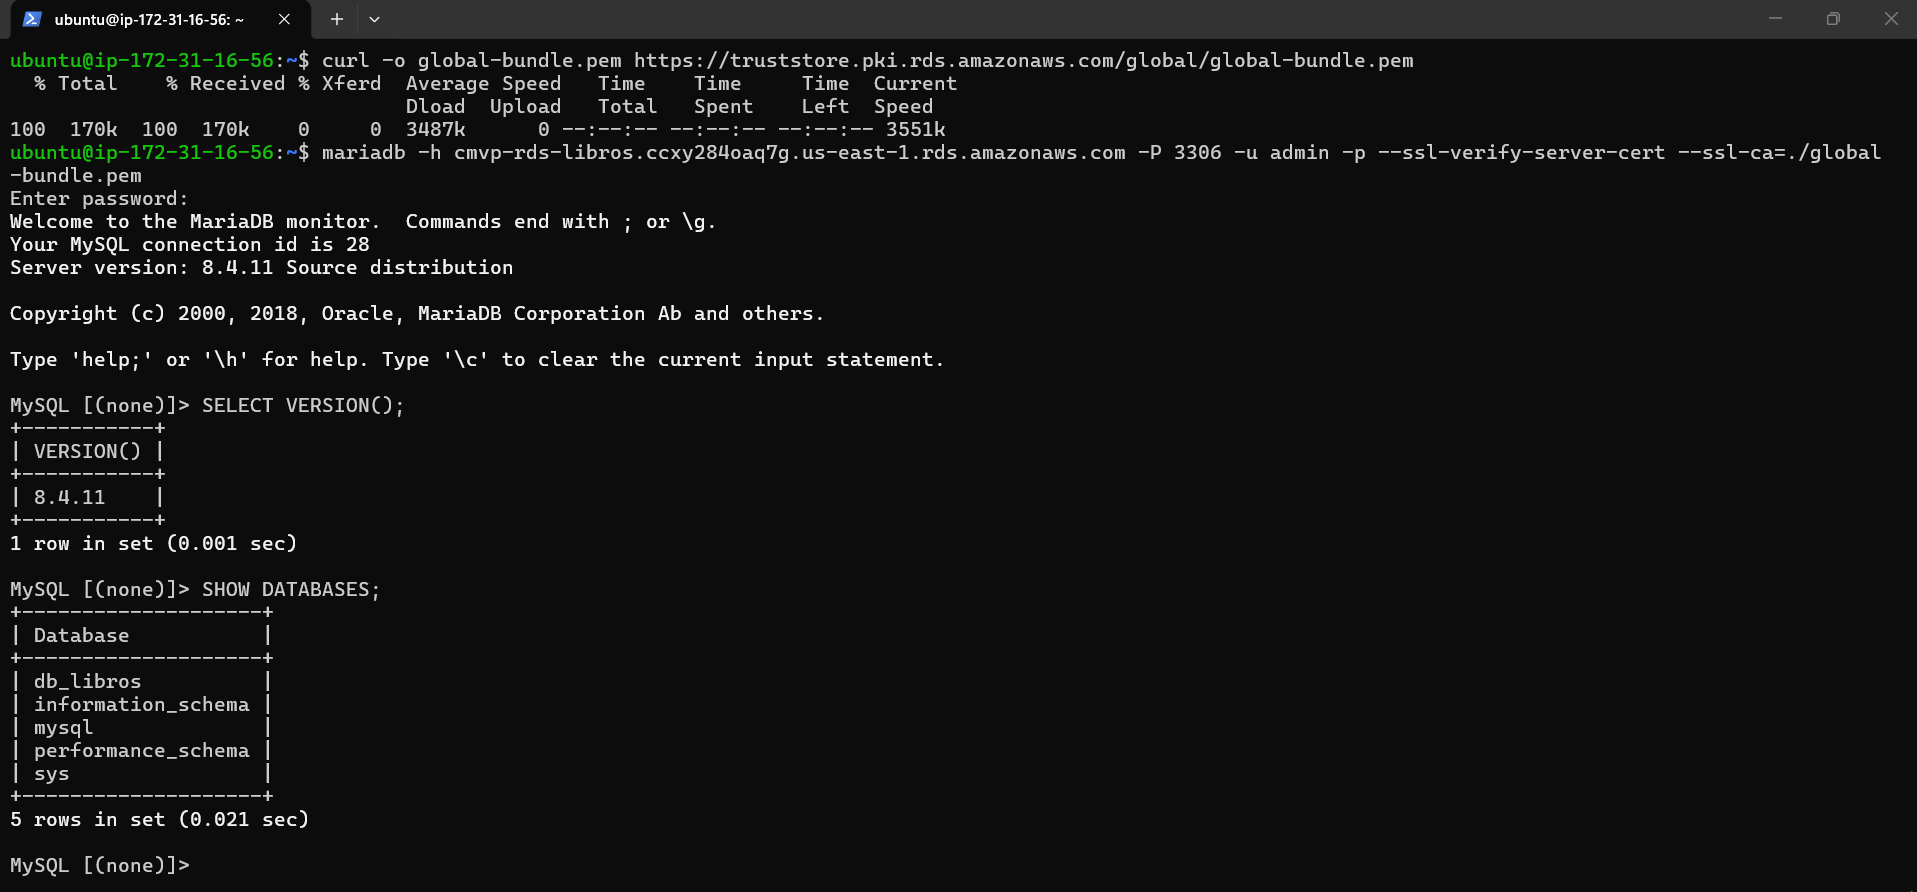 ubuntu@ip-172-31-16-56: ~
ubuntu@ip-172-31-16-56:~$ curl -o global-bundle.pem https://truststore.pki.rds.amazonaws.com/global/global-bundle.pem
  % Total    % Received % Xferd  Average Speed   Time    Time     Time  Current
                                 Dload  Upload   Total   Spent    Left  Speed
100  170k  100  170k    0     0  3487k      0 --:--:-- --:--:-- --:--:-- 3551k
ubuntu@ip-172-31-16-56:~$ mariadb -h cmvp-rds-libros.ccxy284oaq7g.us-east-1.rds.amazonaws.com -P 3306 -u admin -p --ssl-verify-server-cert --ssl-ca=./global
-bundle.pem
Enter password:
Welcome to the MariaDB monitor.  Commands end with ; or \g.
Your MySQL connection id is 28
Server version: 8.4.11 Source distribution

Copyright (c) 2000, 2018, Oracle, MariaDB Corporation Ab and others.

Type 'help;' or '\h' for help. Type '\c' to clear the current input statement.

MySQL [(none)]> SELECT VERSION();
+-----------+
| VERSION() |
+-----------+
| 8.4.11    |
+-----------+
1 row in set (0.001 sec)

MySQL [(none)]> SHOW DATABASES;
+--------------------+
| Database           |
+--------------------+
| db_libros          |
| information_schema |
| mysql              |
| performance_schema |
| sys                |
+--------------------+
5 rows in set (0.021 sec)

MySQL [(none)]>